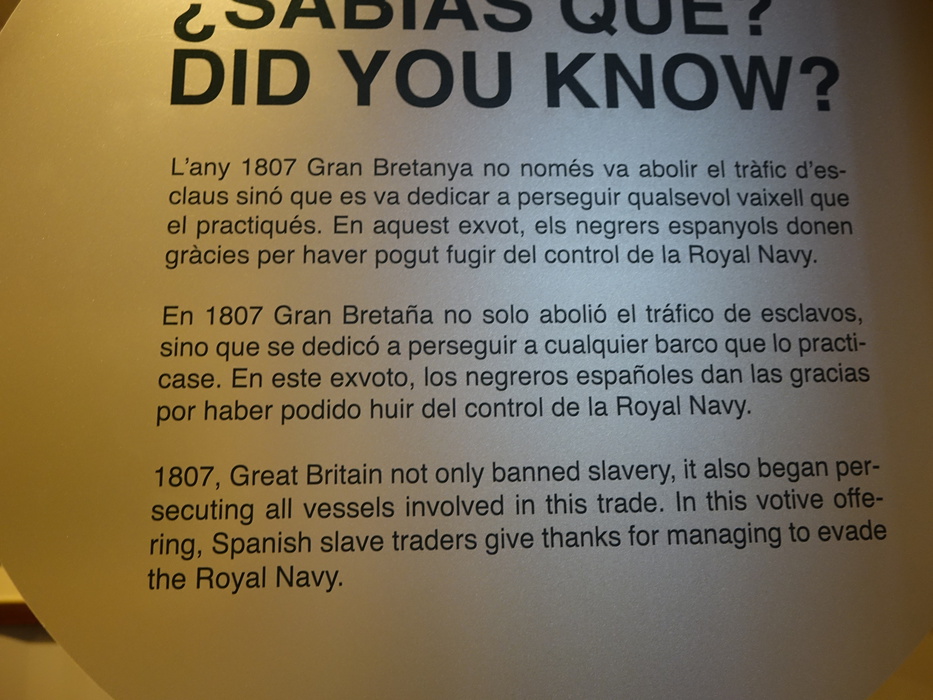 ¿SABÍAS QUE?
DID YOU KNOW?
L'any 1807 Gran Bretanya no només va abolir el tràfic d'es-
claus sinó que es va dedicar a perseguir qualsevol vaixell que
el practiqués. En aquest exvot, els negrers espanyols donen
gràcies per haver pogut fugir del control de la Royal Navy.
En 1807 Gran Bretaña no solo abolió el tráfico de esclavos,
sino que se dedicó a perseguir a cualquier barco que lo practi-
case. En este exvoto, los negreros españoles dan las gracias
por haber podido huir del control de la Royal Navy.
1807, Great Britain not only banned slavery, it also began per-
secuting all vessels involved in this trade. In this votive offe-
ring, Spanish slave traders give thanks for managing to evade
the Royal Navy.